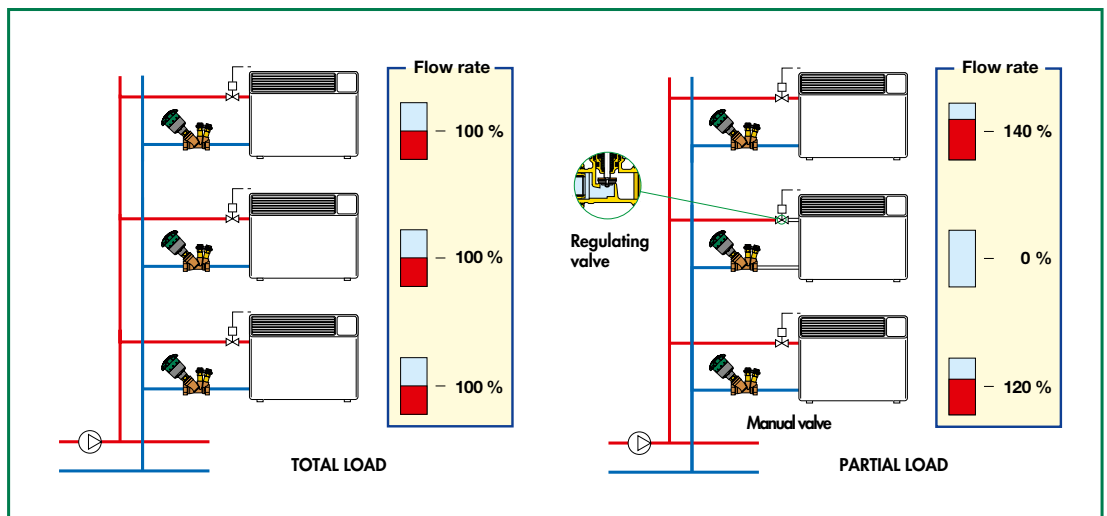 Flow rate
100 %
100 %
100 %
TOTAL LOAD
Flow rate
140 %
Regulating
valve
0 %
120 %
Manual valve
PARTIAL LOAD